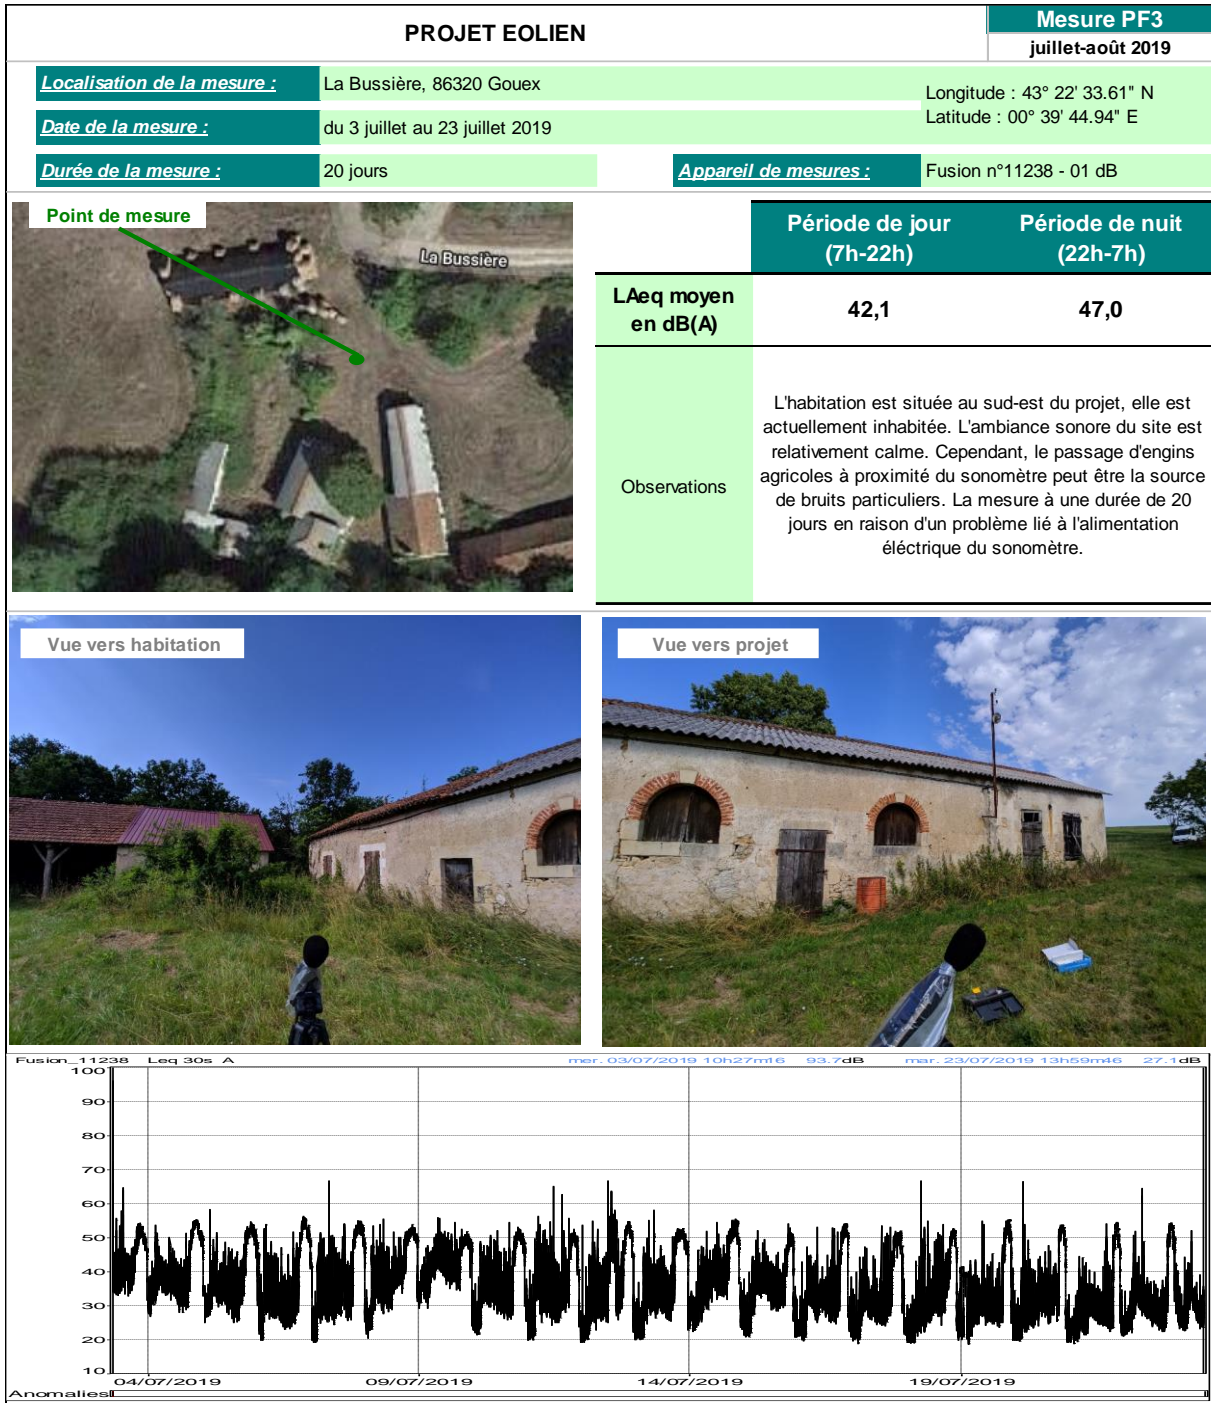 PROJET EOLIEN
Mesure PF3
juillet-août 2019
Localisation de la mesure :
La Bussière, 86320 Gouex
Longitude : 43° 22' 33.61" N
Latitude : 00° 39' 44.94" E
Date de la mesure :
du 3 juillet au 23 juillet 2019
Durée de la mesure :
20 jours
Appareil de mesures :
Fusion n°11238 - 01 dB
Point de mesure
La Bussière
Période de jour
(7h-22h)
Période de nuit
(22h-7h)
LAeq moyen
en dB(A)
42,1
47,0
Observations
L'habitation est située au sud-est du projet, elle est
actuellement inhabitée. L'ambiance sonore du site est
relativement calme. Cependant, le passage d'engins
agricoles à proximité du sonomètre peut être la source
de bruits particuliers. La mesure à une durée de 20
jours en raison d'un problème lié à l'alimentation
éléctrique du sonomètre.
Vue vers habitation
Vue vers projet
Fusion_11238 Leq 30s A mer. 03/07/2019 10h27m16 93.7dB mar. 23/07/2019 13h59m46 27.1dB
100
90
80
70
60
50
40
30
20
10
04/07/2019 09/07/2019 14/07/2019 19/07/2019
Anomalies